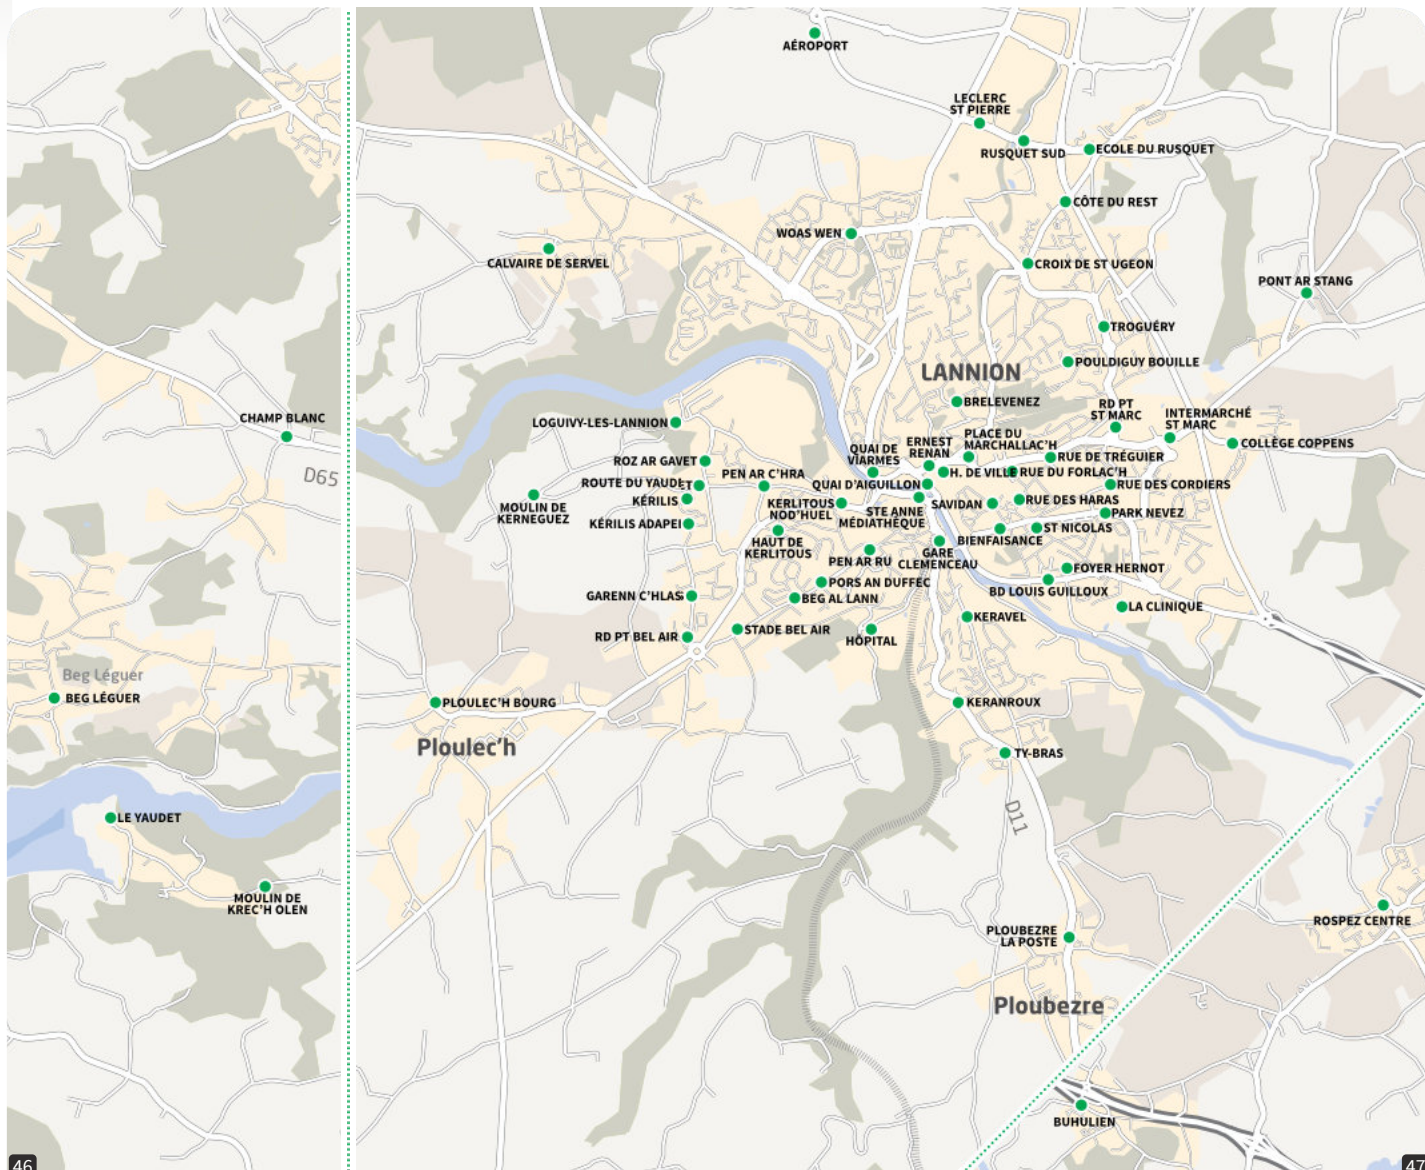 AÉROPORT
LECLERC
ST PIERRE
RUSQUET SUD
ECOLE DU RUSQUET
CÔTE DU REST
WOAS WEN
CALVAIRE DE SERVEL
CROIX DE ST UGEON
PONT AR STANG
TROGUÉRY
POULDIGUY BOUILLE
LANNION
BRELEVENEZ
RD PT
ST MARC
INTERMARCHÉ
ST MARC
CHAMP BLANC
LOGUIVY-LES-LANNION
COLLÈGE COPPENS
D65
QUAI DE
VIARMES
ERNEST
RENAN
PLACE DU
MARCHALLAC'H
RUE DE TRÉGUIER
ROZ AR GAVET
PEN AR C'HRA
H. DE VILLE
RUE DU FORLAC'H
ROUTE DU YAUDET
QUAI D'AIGUILLON
RUE DES CORDIERS
KÉRILIS
MOULIN DE
KERNEGUEZ
KERLITOUS
NOD'HUEL
STE ANNE
MÉDIATHÈQUE
SAVIDAN
RUE DES HARAS
PARK NEVEZ
KÉRILIS ADAPEI
ST NICOLAS
BIENFAISANCE
HAUT DE
KERLITOUS
PEN AR RU
GARE
CLEMENCEAU
FOYER HERNOT
PORS AN DUFFEC
BD LOUIS GUILLOUX
GARENN C'HLAS
BEG AL LANN
LA CLINIQUE
KERAVEL
STADE BEL AIR
RD PT BEL AIR
HÔPITAL
Beg Léguer
BEG LÉGUER
PLOULEC'H BOURG
KERANROUX
Ploulec'h
TY-BRAS
LE YAUDET
D11
MOULIN DE
KREC'H OLEN
ROSPEZ CENTRE
PLOUBEZRE
LA POSTE
Ploubezre
BUHULIEN
46
47